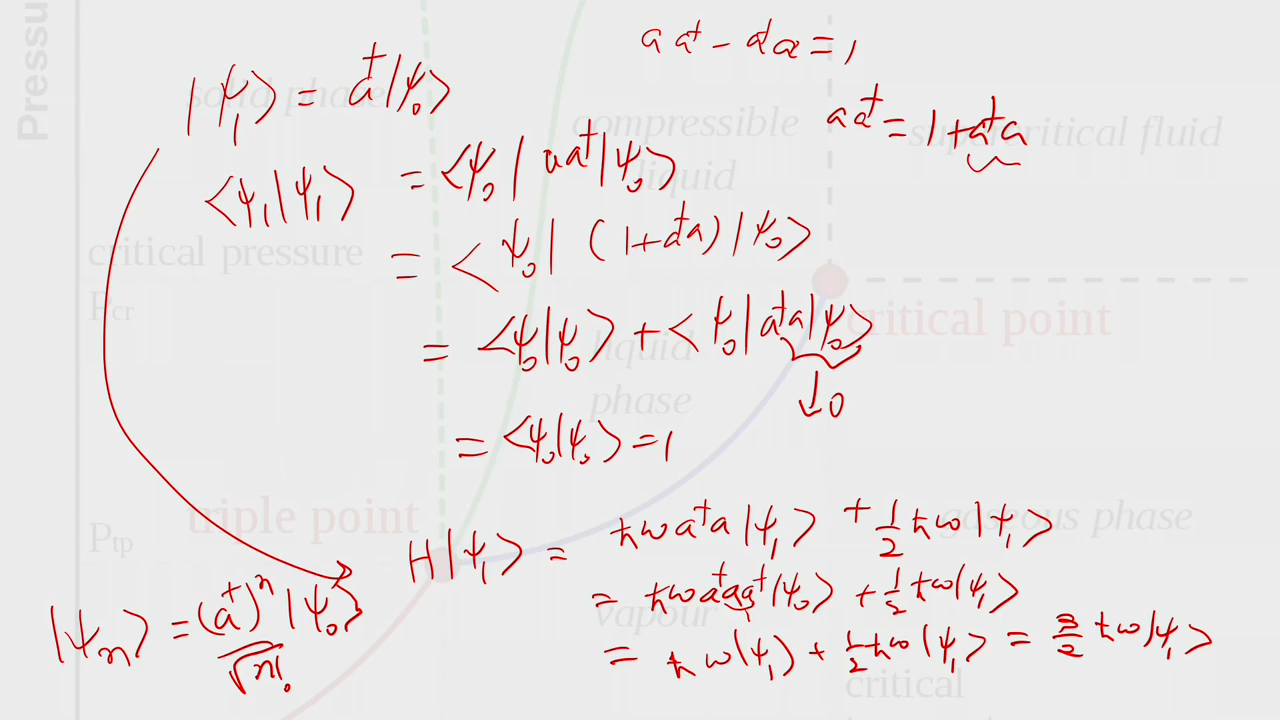 a a† - a†a = 1
|ψ₁⟩ = a†|ψ₀⟩
a a† = 1 + a†a
⟨ψ₁|ψ₁⟩ = ⟨ψ₀| a a† |ψ₀⟩
= ⟨ψ₀| (1 + a†a) |ψ₀⟩
= ⟨ψ₀|ψ₀⟩ + ⟨ψ₀| a†a |ψ₀⟩
↓ 0
= ⟨ψ₀|ψ₀⟩ = 1
H|ψ₁⟩ = ħω a†a |ψ₁⟩ + 1/2 ħω |ψ₁⟩
= ħω a†a a† |ψ₀⟩ + 1/2 ħω |ψ₁⟩
= ħω |ψ₁⟩ + 1/2 ħω |ψ₁⟩ = 3/2 ħω |ψ₁⟩
|ψₙ⟩ = (a†)ⁿ/√n! |ψ₀⟩
Pressu
solid phase
compressible
liquid
supercritical fluid
critical pressure
Pcr
critical point
liquid
phase
triple point
Ptp
gaseous phase
vapour
critical